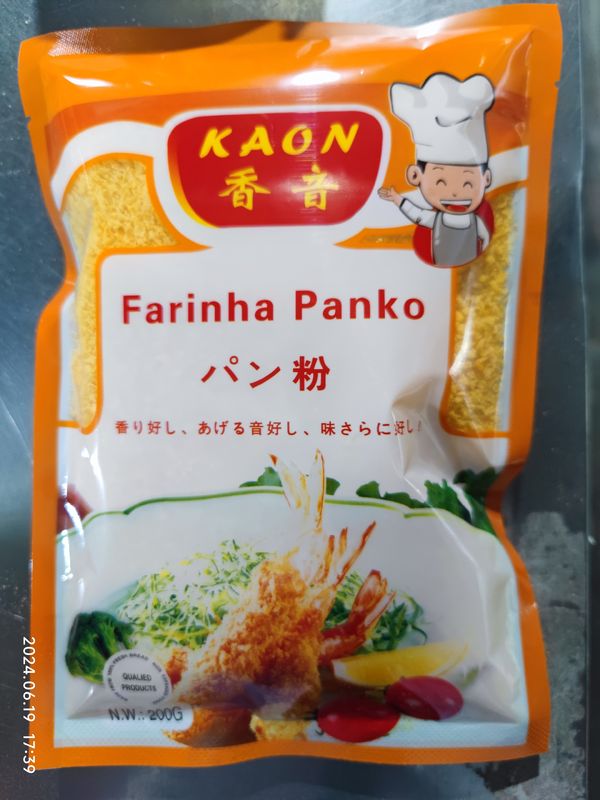 KAON
香音
Farinha Panko
パン粉
香り好し、あげる音好し、味さらに好し!
QUALIED
PRODUCTS
N.W.: 200G
2024.06.19 17:39